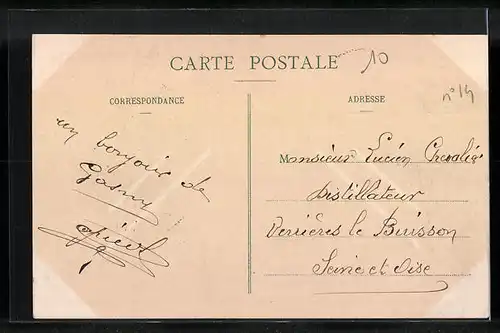 CARTE POSTALE
10
CORRESPONDANCE
ADRESSE
n° 14
un bonjour de
Gasny
Monsieur Lucien Chevalier
Distillateur
Verrières le Buisson
Seine et Oise